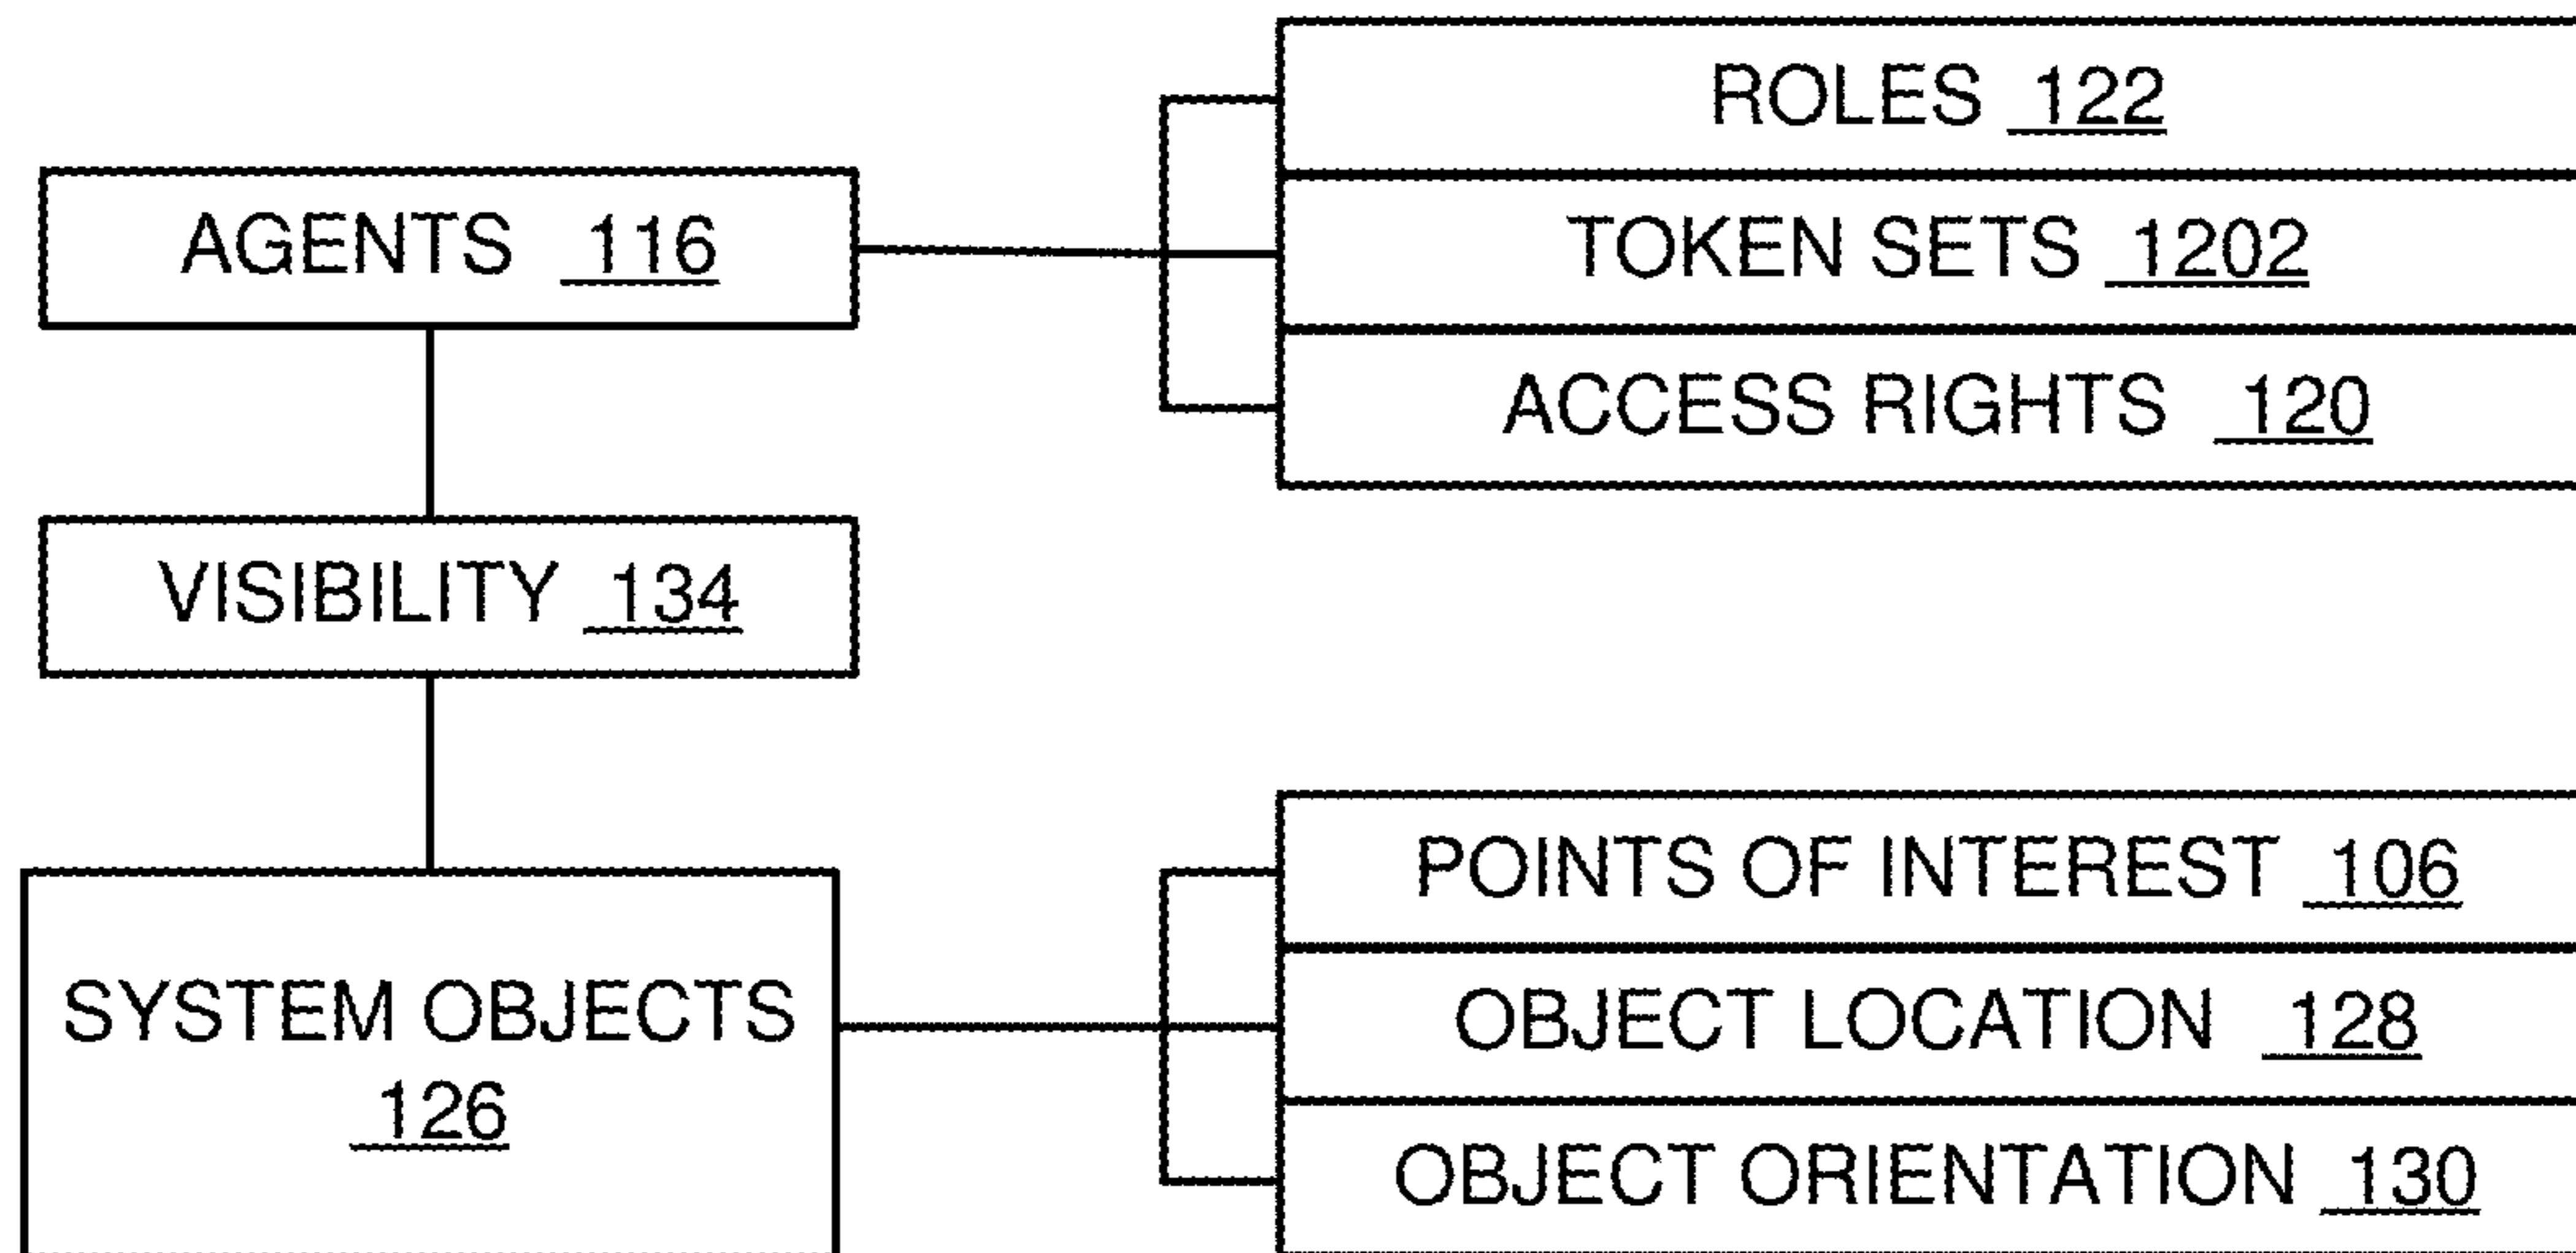 ROLES 122
AGENTS 116
TOKEN SETS 1202
ACCESS RIGHTS 120
VISIBILITY 134
SYSTEM OBJECTS
126
POINTS OF INTEREST 106
OBJECT LOCATION 128
OBJECT ORIENTATION 130